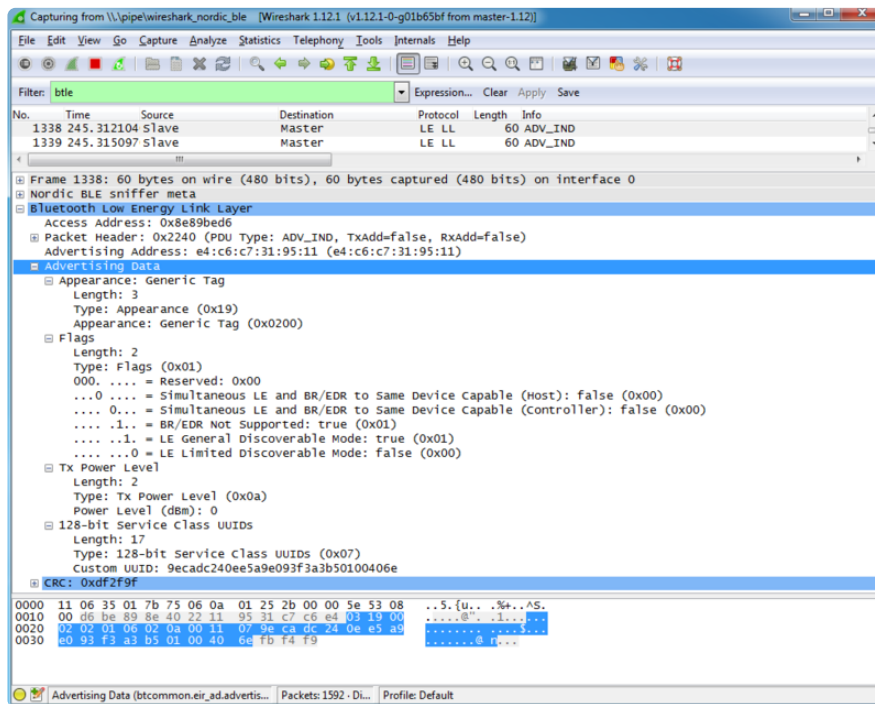 Capturing from \\.\pipe\wireshark_nordic_ble [Wireshark 1.12.1 (v1.12.1-0-g01b65bf from master-1.12)]
File Edit View Go Capture Analyze Statistics Telephony Tools Internals Help
Filter: btle Expression... Clear Apply Save
No. Time Source Destination Protocol Length Info
1338 245.312104 Slave Master LE LL 60 ADV_IND
1339 245.315097 Slave Master LE LL 60 ADV_IND
Frame 1338: 60 bytes on wire (480 bits), 60 bytes captured (480 bits) on interface 0
Nordic BLE sniffer meta
Bluetooth Low Energy Link Layer
Access Address: 0x8e89bed6
Packet Header: 0x2240 (PDU Type: ADV_IND, TxAdd=false, RxAdd=false)
Advertising Address: e4:c6:c7:31:95:11 (e4:c6:c7:31:95:11)
Advertising Data
Appearance: Generic Tag
Length: 3
Type: Appearance (0x19)
Appearance: Generic Tag (0x0200)
Flags
Length: 2
Type: Flags (0x01)
000. .... = Reserved: 0x00
...0 .... = Simultaneous LE and BR/EDR to Same Device Capable (Host): false (0x00)
.... 0... = Simultaneous LE and BR/EDR to Same Device Capable (Controller): false (0x00)
.... .1.. = BR/EDR Not Supported: true (0x01)
.... ..1. = LE General Discoverable Mode: true (0x01)
.... ...0 = LE Limited Discoverable Mode: false (0x00)
Tx Power Level
Length: 2
Type: Tx Power Level (0x0a)
Power Level (dBm): 0
128-bit Service Class UUIDs
Length: 17
Type: 128-bit Service Class UUIDs (0x07)
Custom UUID: 9ecadc240ee5a9e093f3a3b50100406e
CRC: 0xdf2f9f
0000 11 06 35 01 7b 75 06 0a 01 25 2b 00 00 5e 53 08 ..5.{u.. .%+..^S.
0010 00 d6 be 89 8e 40 22 11 95 31 c7 c6 e4 03 19 00 .....@". .1......
0020 02 02 01 06 02 0a 00 11 07 9e ca dc 24 0e e5 a9 ........ ....$...
0030 e0 93 f3 a3 b5 01 00 40 6e fb f4 f9 .......@ n...
Advertising Data (btcommon.eir_ad.advertis... Packets: 1592 · Di... Profile: Default